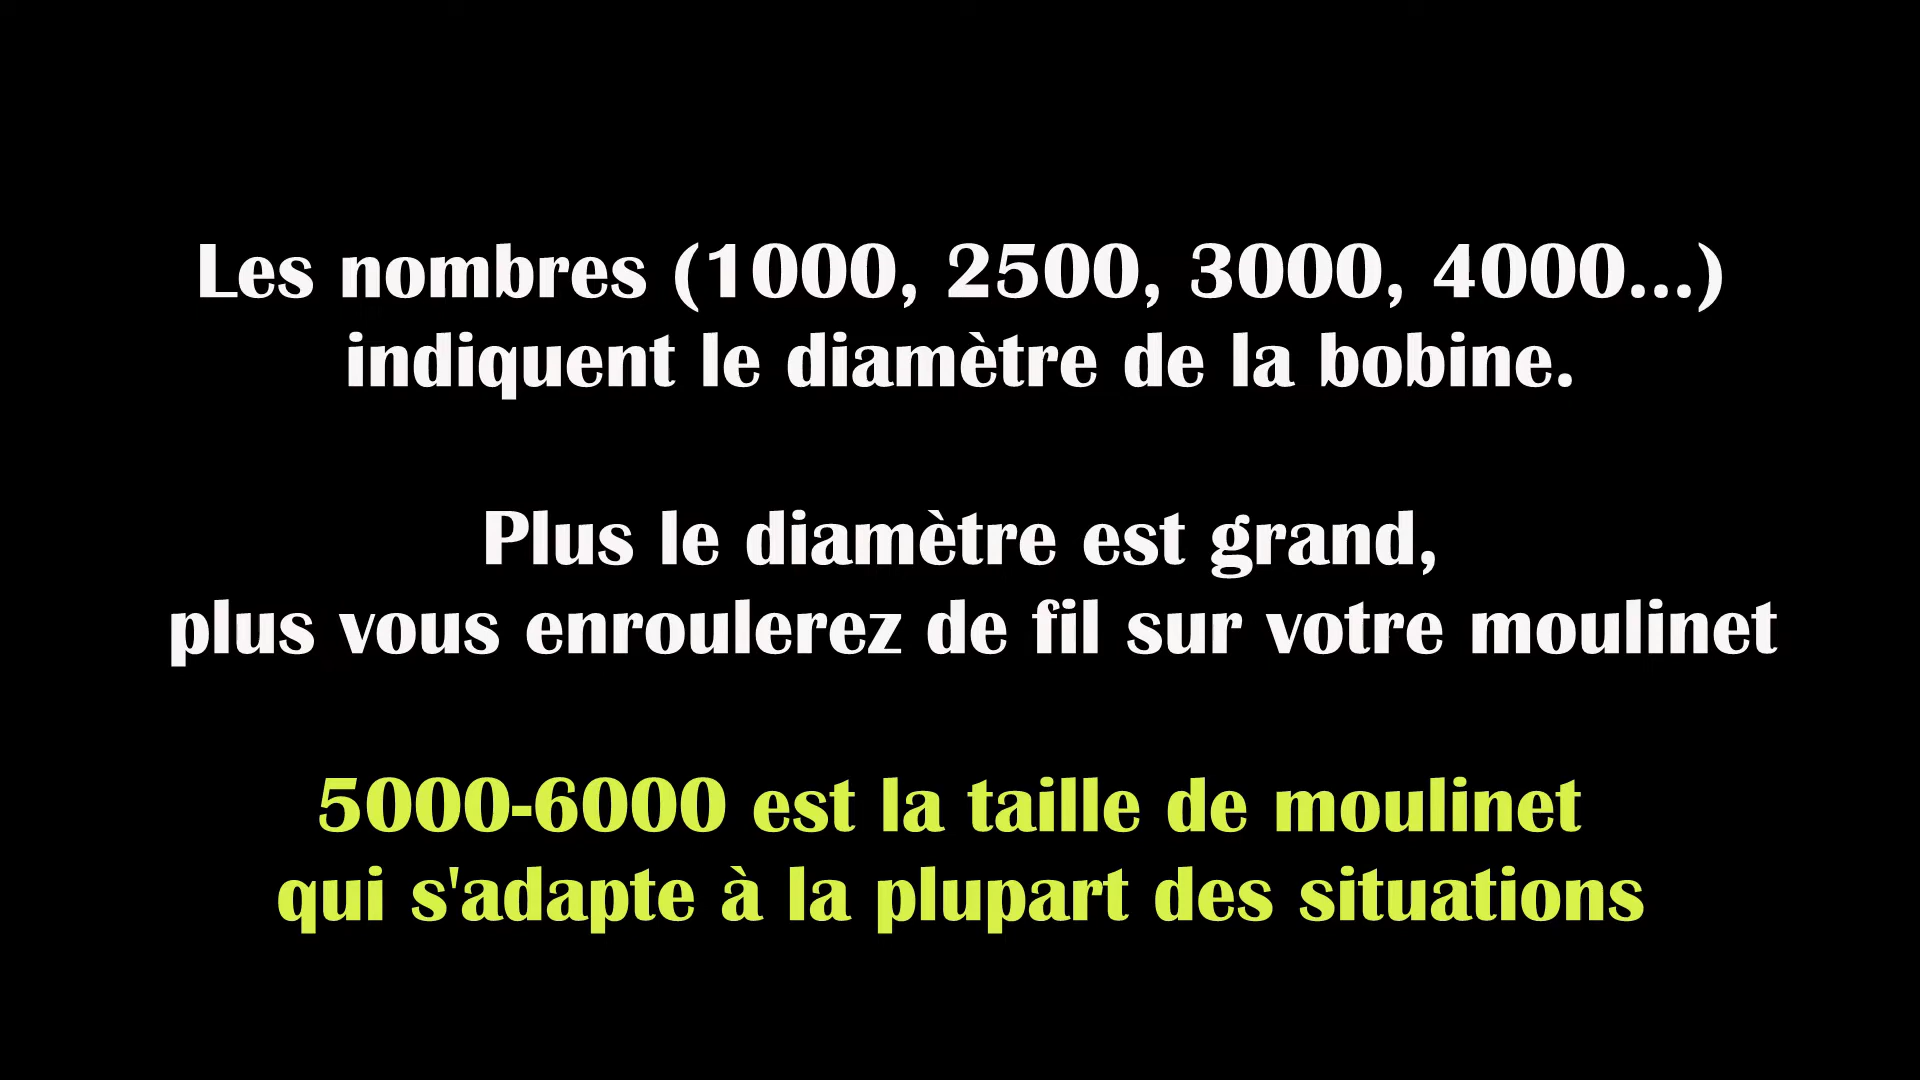 Les nombres (1000, 2500, 3000, 4000...)
indiquent le diamètre de la bobine.
Plus le diamètre est grand,
plus vous enroulerez de fil sur votre moulinet
5000-6000 est la taille de moulinet
qui s'adapte à la plupart des situations